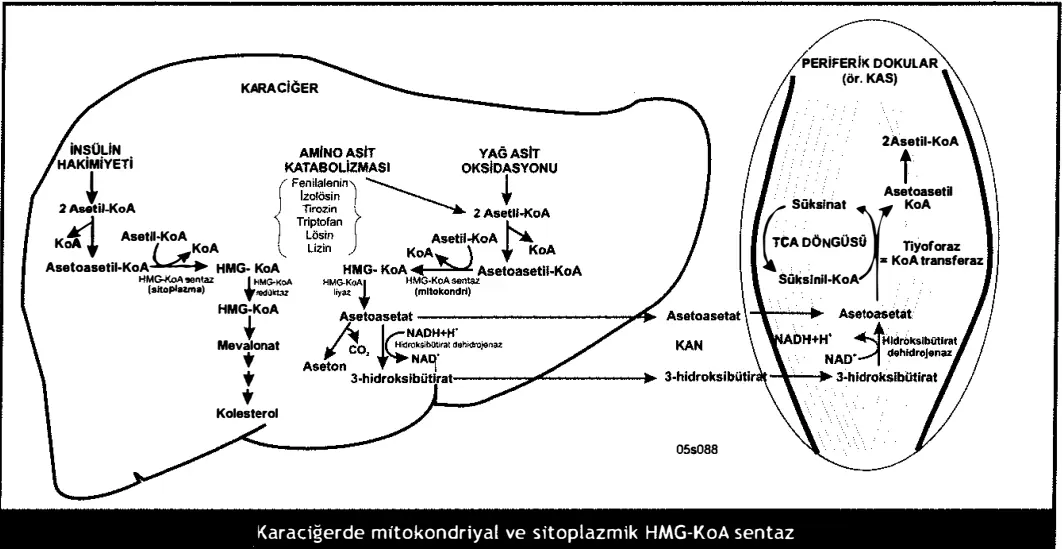 KARACİĞER
İNSÜLİN
HAKİMİYETİ
2 Asetil-KoA
KoA
Asetil-KoA
KoA
Asetoasetil-KoA
HMG-KoA sentaz
(sitoplazma)
HMG- KoA
HMG-KoA
redüktaz
HMG-KoA
Mevalonat
Kolesterol
AMİNO ASİT
KATABOLİZMASI
Fenilalenin
İzolösin
Tirozin
Triptofan
Lösin
Lizin
YAĞ ASİT
OKSİDASYONU
2 Asetil-KoA
Asetil-KoA
KoA
KoA
HMG- KoA
HMG-KoA sentaz
(mitokondri)
Asetoasetil-KoA
HMG-KoA
liyaz
Asetoasetat
CO2
Aseton
NADH+H+
Hidroksibütirat dehidrojenaz
NAD+
3-hidroksibütirat
Asetoasetat
KAN
3-hidroksibütirat
05s088
PERİFERİK DOKULAR
(ör. KAS)
2Asetil-KoA
Asetoasetil
KoA
Süksinat
TCA DÖNGÜSÜ
Süksinil-KoA
Tiyoforaz
= KoA transferaz
Asetoasetat
NADH+H+
NAD+
Hidroksibütirat
dehidrojenaz
3-hidroksibütirat
Karaciğerde mitokondriyal ve sitoplazmik HMG-KoA sentaz